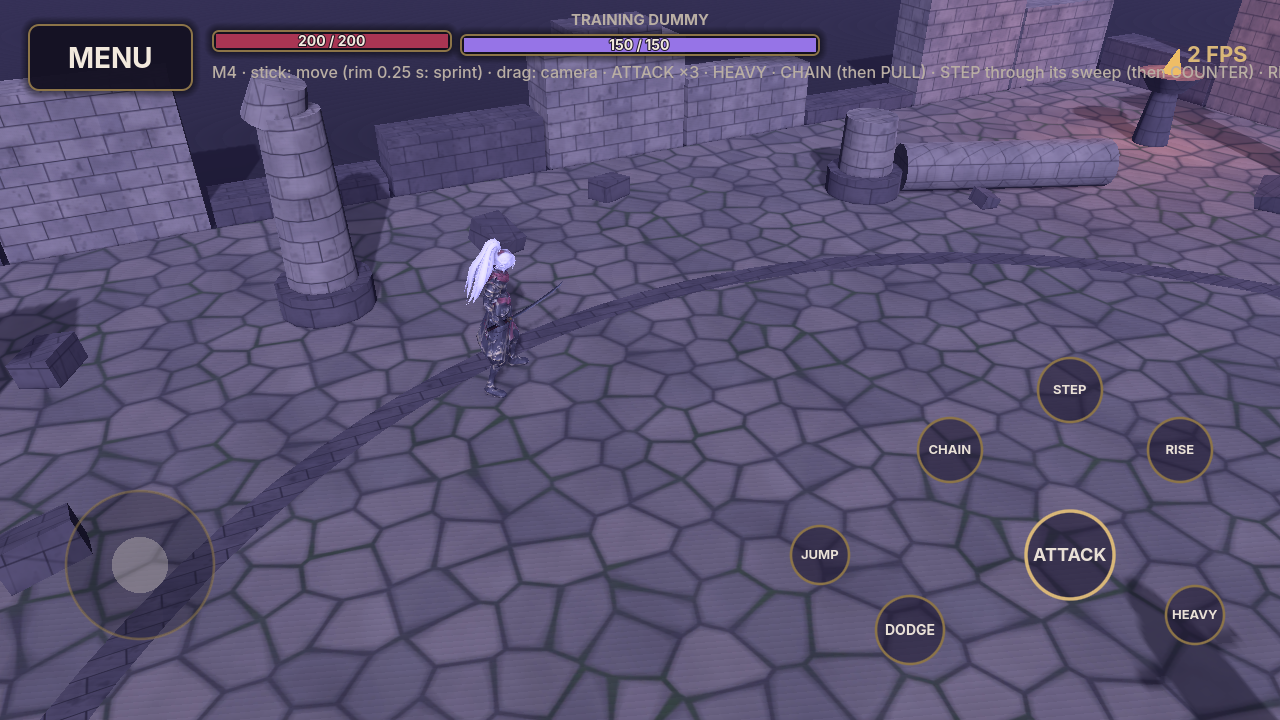 TRAINING DUMMY
MENU
200 / 200
150 / 150
2 FPS
M4 · stick: move (rim 0.25 s: sprint) · drag: camera · ATTACK ×3 · HEAVY · CHAIN (then PULL) · STEP through its sweep (then COUNTER) ·
STEP
CHAIN
RISE
JUMP
ATTACK
DODGE
HEAVY